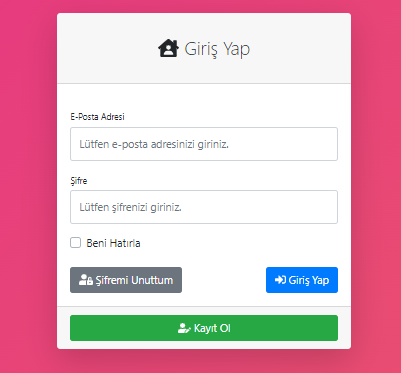 Giriş Yap
E-Posta Adresi
Lütfen e-posta adresinizi giriniz.
Şifre
Lütfen şifrenizi giriniz.
Beni Hatırla
Şifremi Unuttum
Giriş Yap
Kayıt Ol